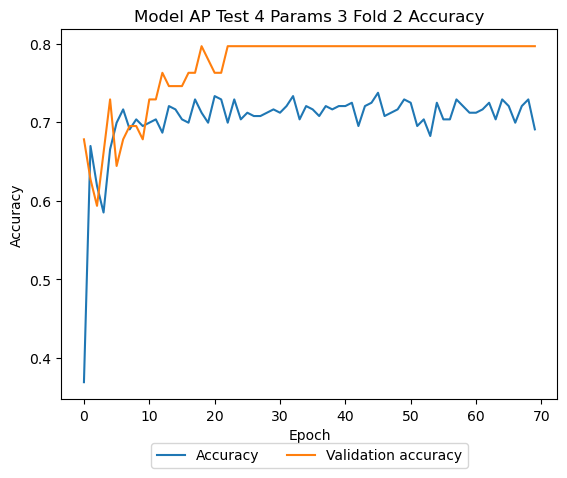 Model AP Test 4 Params 3 Fold 2 Accuracy
Accuracy
0.8
0.7
0.6
0.5
0.4
0 10 20 30 40 50 60 70
Epoch
Accuracy Validation accuracy